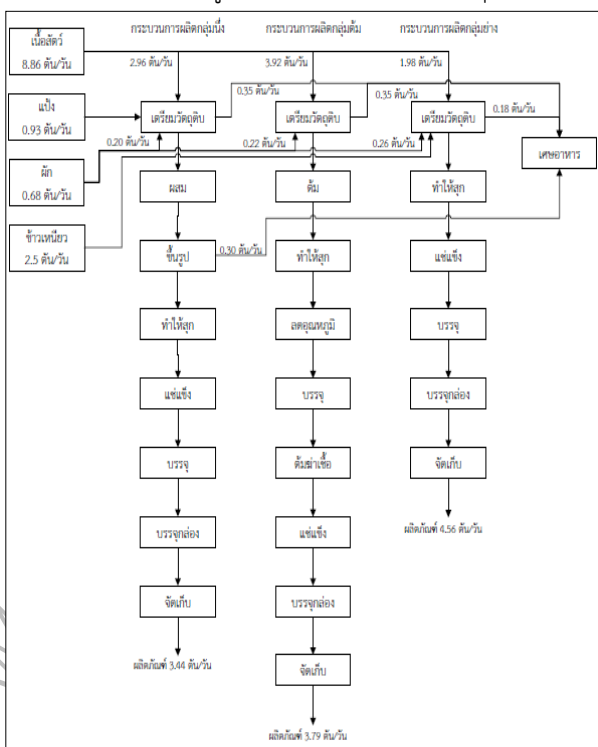 กระบวนการผลิตกลุ่มนึ่ง
กระบวนการผลิตกลุ่มต้ม
กระบวนการผลิตกลุ่มย่าง
เนื้อสัตว์
8.86 ตัน/วัน
2.96 ตัน/วัน
3.92 ตัน/วัน
1.98 ตัน/วัน
0.35 ตัน/วัน
0.35 ตัน/วัน
0.18 ตัน/วัน
แป้ง
0.93 ตัน/วัน
เตรียมวัตถุดิบ
เตรียมวัตถุดิบ
เตรียมวัตถุดิบ
0.20 ตัน/วัน
0.22 ตัน/วัน
0.26 ตัน/วัน
เศษอาหาร
ผัก
0.68 ตัน/วัน
ผสม
ต้ม
ทำให้สุก
ข้าวเหนียว
2.5 ตัน/วัน
ขึ้นรูป
0.30 ตัน/วัน
ทำให้สุก
แช่แข็ง
ทำให้สุก
ลดอุณหภูมิ
บรรจุ
แช่แข็ง
บรรจุ
บรรจุกล่อง
บรรจุ
ต้มฆ่าเชื้อ
จัดเก็บ
บรรจุกล่อง
แช่แข็ง
ผลิตภัณฑ์ 4.56 ตัน/วัน
จัดเก็บ
บรรจุกล่อง
ผลิตภัณฑ์ 3.44 ตัน/วัน
จัดเก็บ
ผลิตภัณฑ์ 3.79 ตัน/วัน